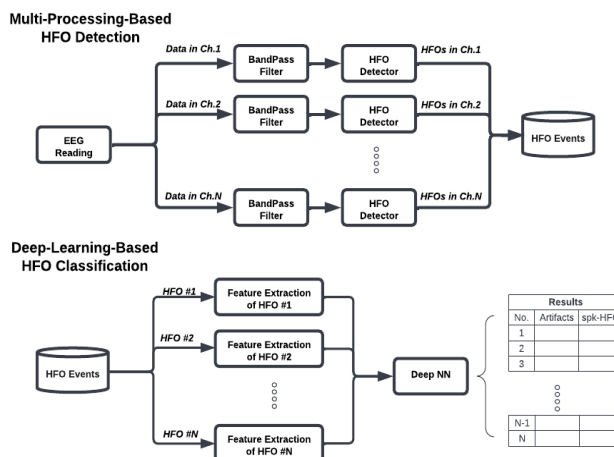 Multi-Processing-Based
HFO Detection
Data in Ch.1
BandPass
Filter
HFO
Detector
HFOs in Ch.1
Data in Ch.2
BandPass
Filter
HFO
Detector
HFOs in Ch.2
EEG
Reading
HFO Events
Data in Ch.N
BandPass
Filter
HFO
Detector
HFOs in Ch.N
Deep-Learning-Based
HFO Classification
HFO #1
Feature Extraction
of HFO #1
HFO #2
Feature Extraction
of HFO #2
HFO Events
HFO #N
Feature Extraction
of HFO #N
Deep NN
Results
No. Artifacts spk-HFO
1
2
3
N-1
N